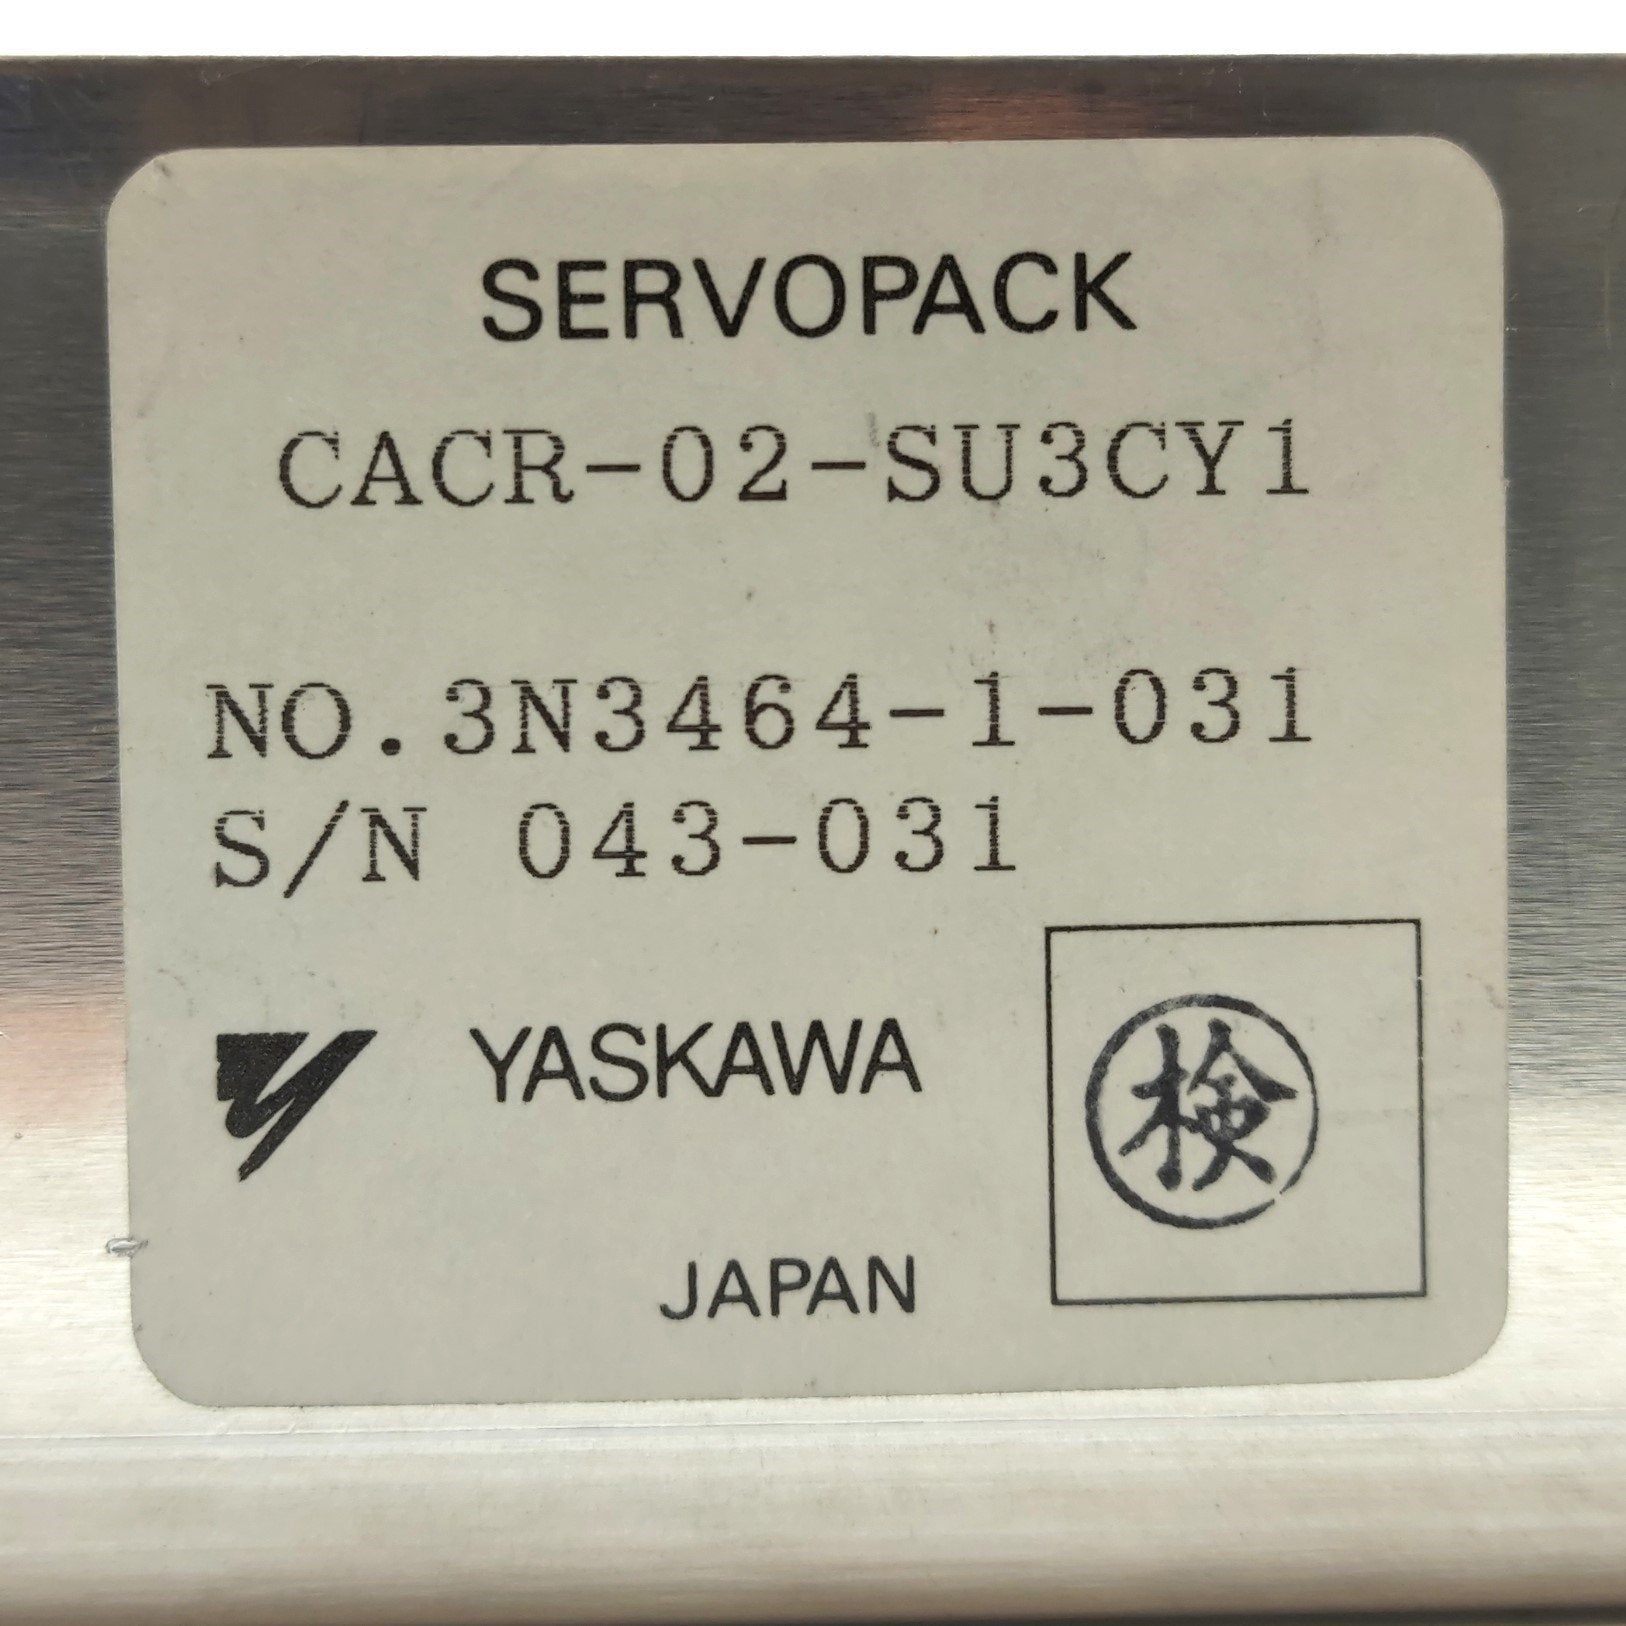 SERVOPACK
CACR-02-SU3CY1
NO.3N3464-1-031
S/N 043-031
YASKAWA
検
JAPAN